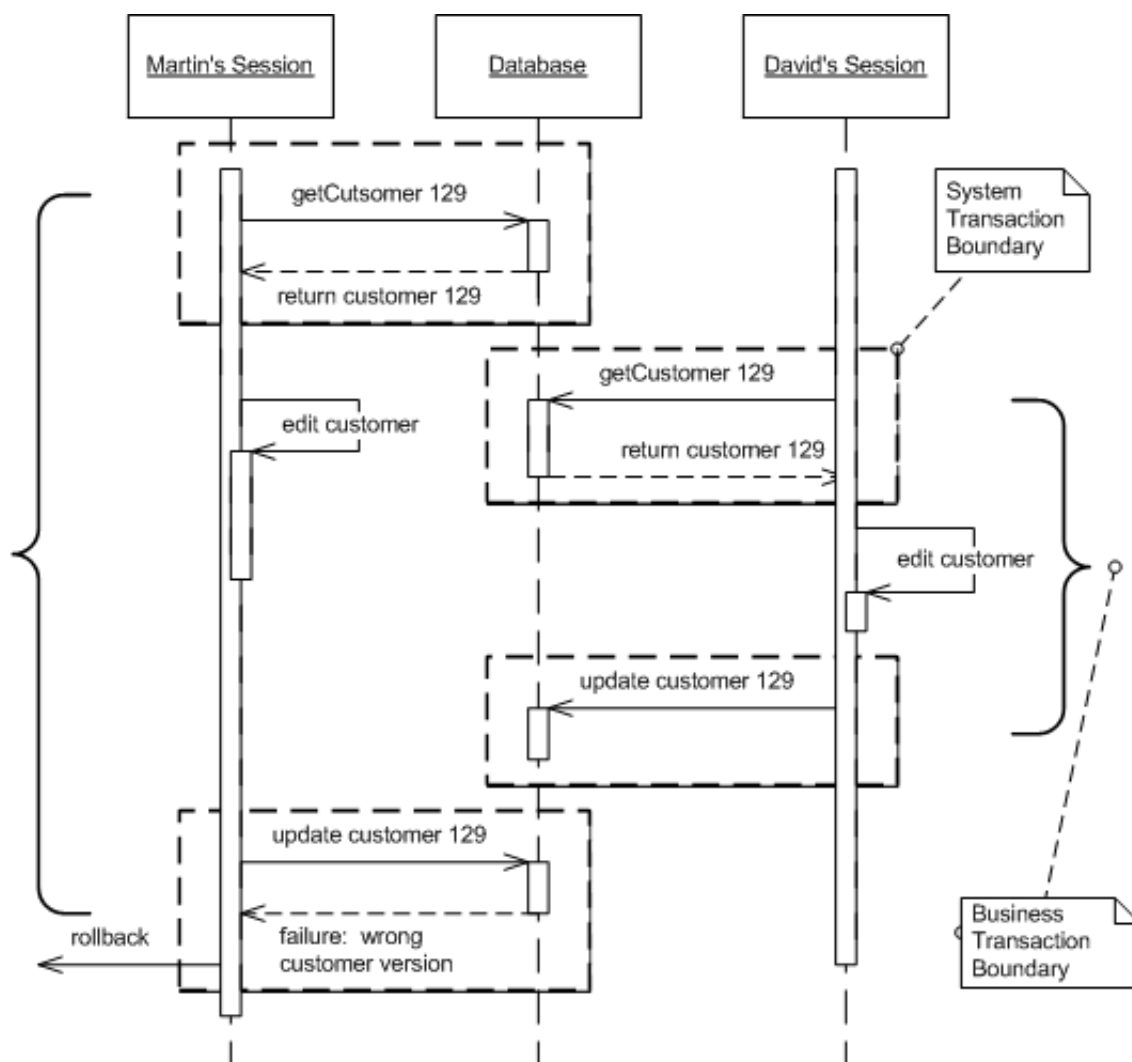 Martin's Session
Database
David's Session
getCutsomer 129
System
Transaction
Boundary
return customer 129
getCustomer 129
edit customer
return customer 129
edit customer
update customer 129
update customer 129
rollback
failure: wrong
customer version
Business
Transaction
Boundary